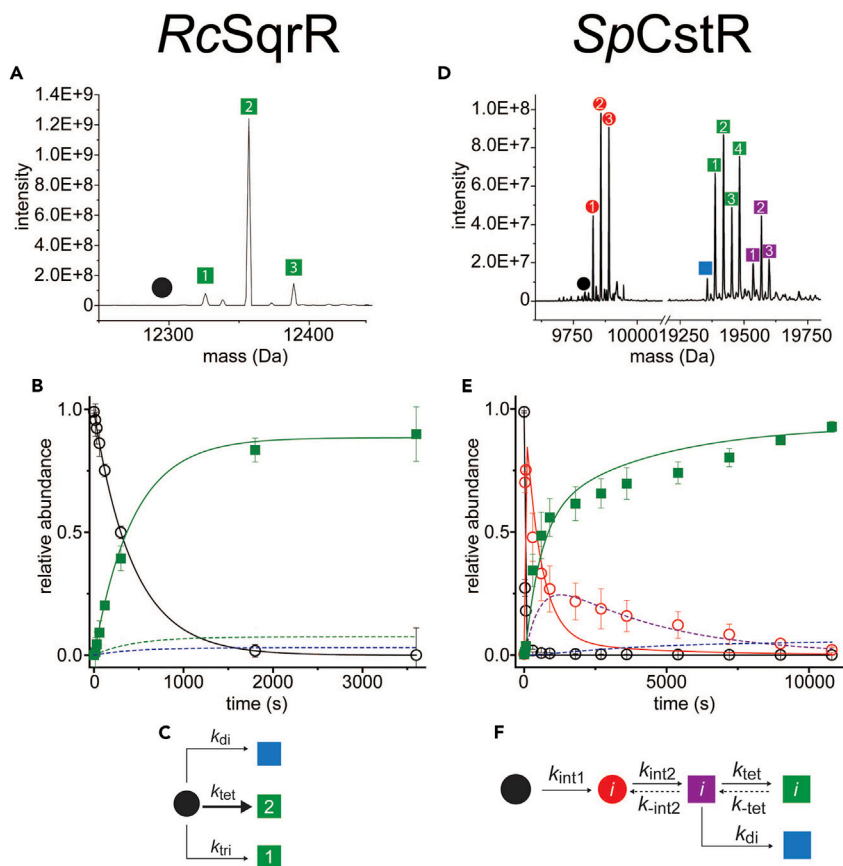 RcSqrR
SpCstR
A
1.4E+9
1.2E+9
1.0E+9
8.0E+8
6.0E+8
4.0E+8
2.0E+8
0
intensity
1
2
3
12300
12400
mass (Da)
D
1.0E+8
8.0E+7
6.0E+7
4.0E+7
2.0E+7
0
intensity
1
2
3
1
2
3
4
1
2
3
9750
10000
19250
19500
19750
mass (Da)
B
1.0
0.5
0.0
relative abundance
0
1000
2000
3000
time (s)
E
1.0
0.5
0.0
relative abundance
0
5000
10000
time (s)
C
kdi
ktet
2
ktri
1
F
kint1
i
kint2
k-int2
i
ktet
k-tet
i
kdi